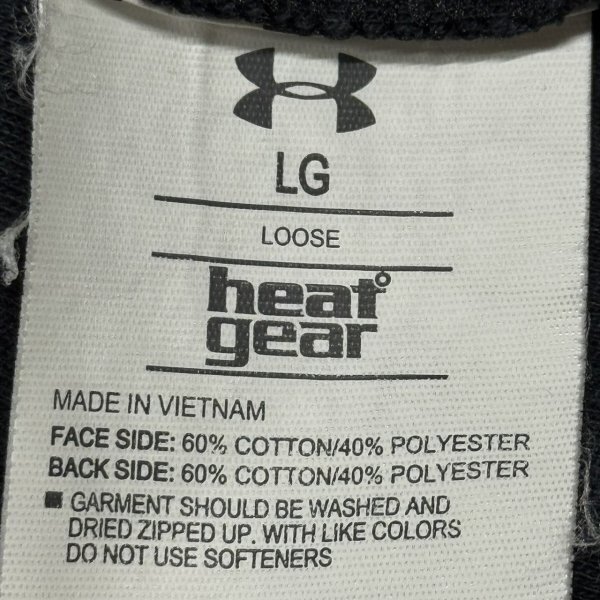 LG
LOOSE
heat°
gear
MADE IN VIETNAM
FACE SIDE: 60% COTTON/40% POLYESTER
BACK SIDE: 60% COTTON/40% POLYESTER
■ GARMENT SHOULD BE WASHED AND
DRIED ZIPPED UP. WITH LIKE COLORS
DO NOT USE SOFTENERS